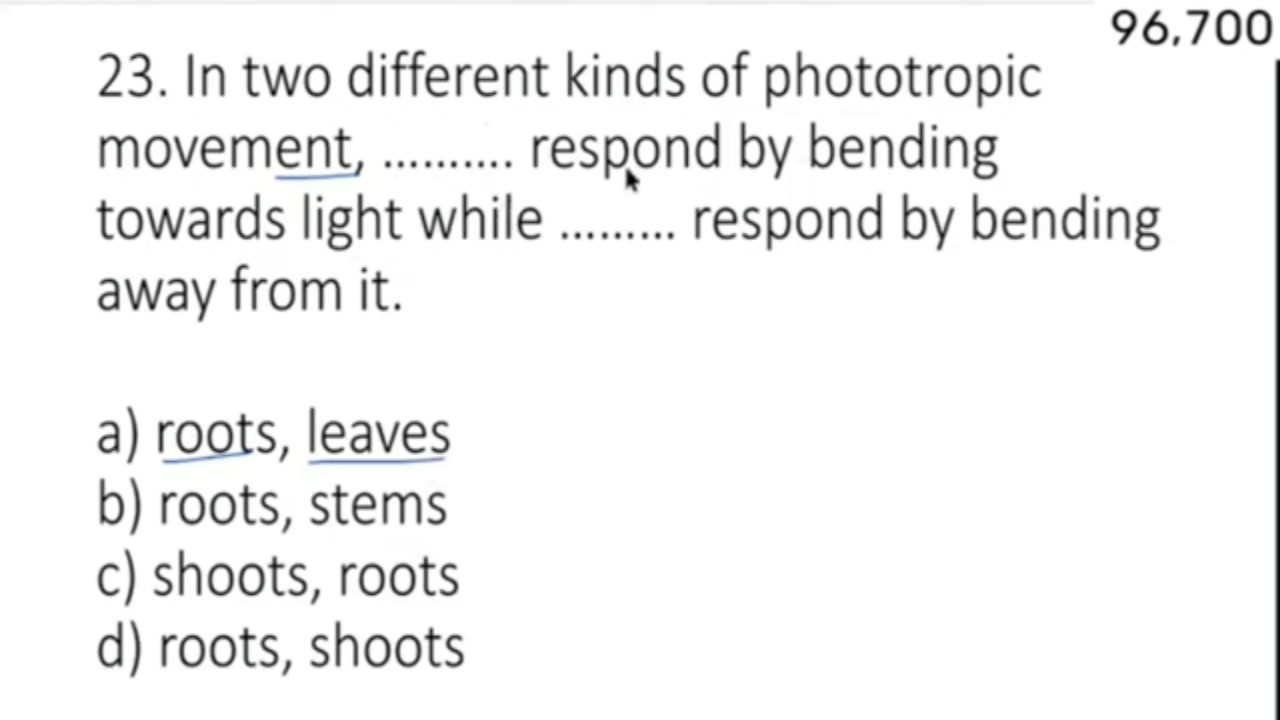 96,700
23. In two different kinds of phototropic
movement, .......... respond by bending
towards light while ......... respond by bending
away from it.
a) roots, leaves
b) roots, stems
c) shoots, roots
d) roots, shoots